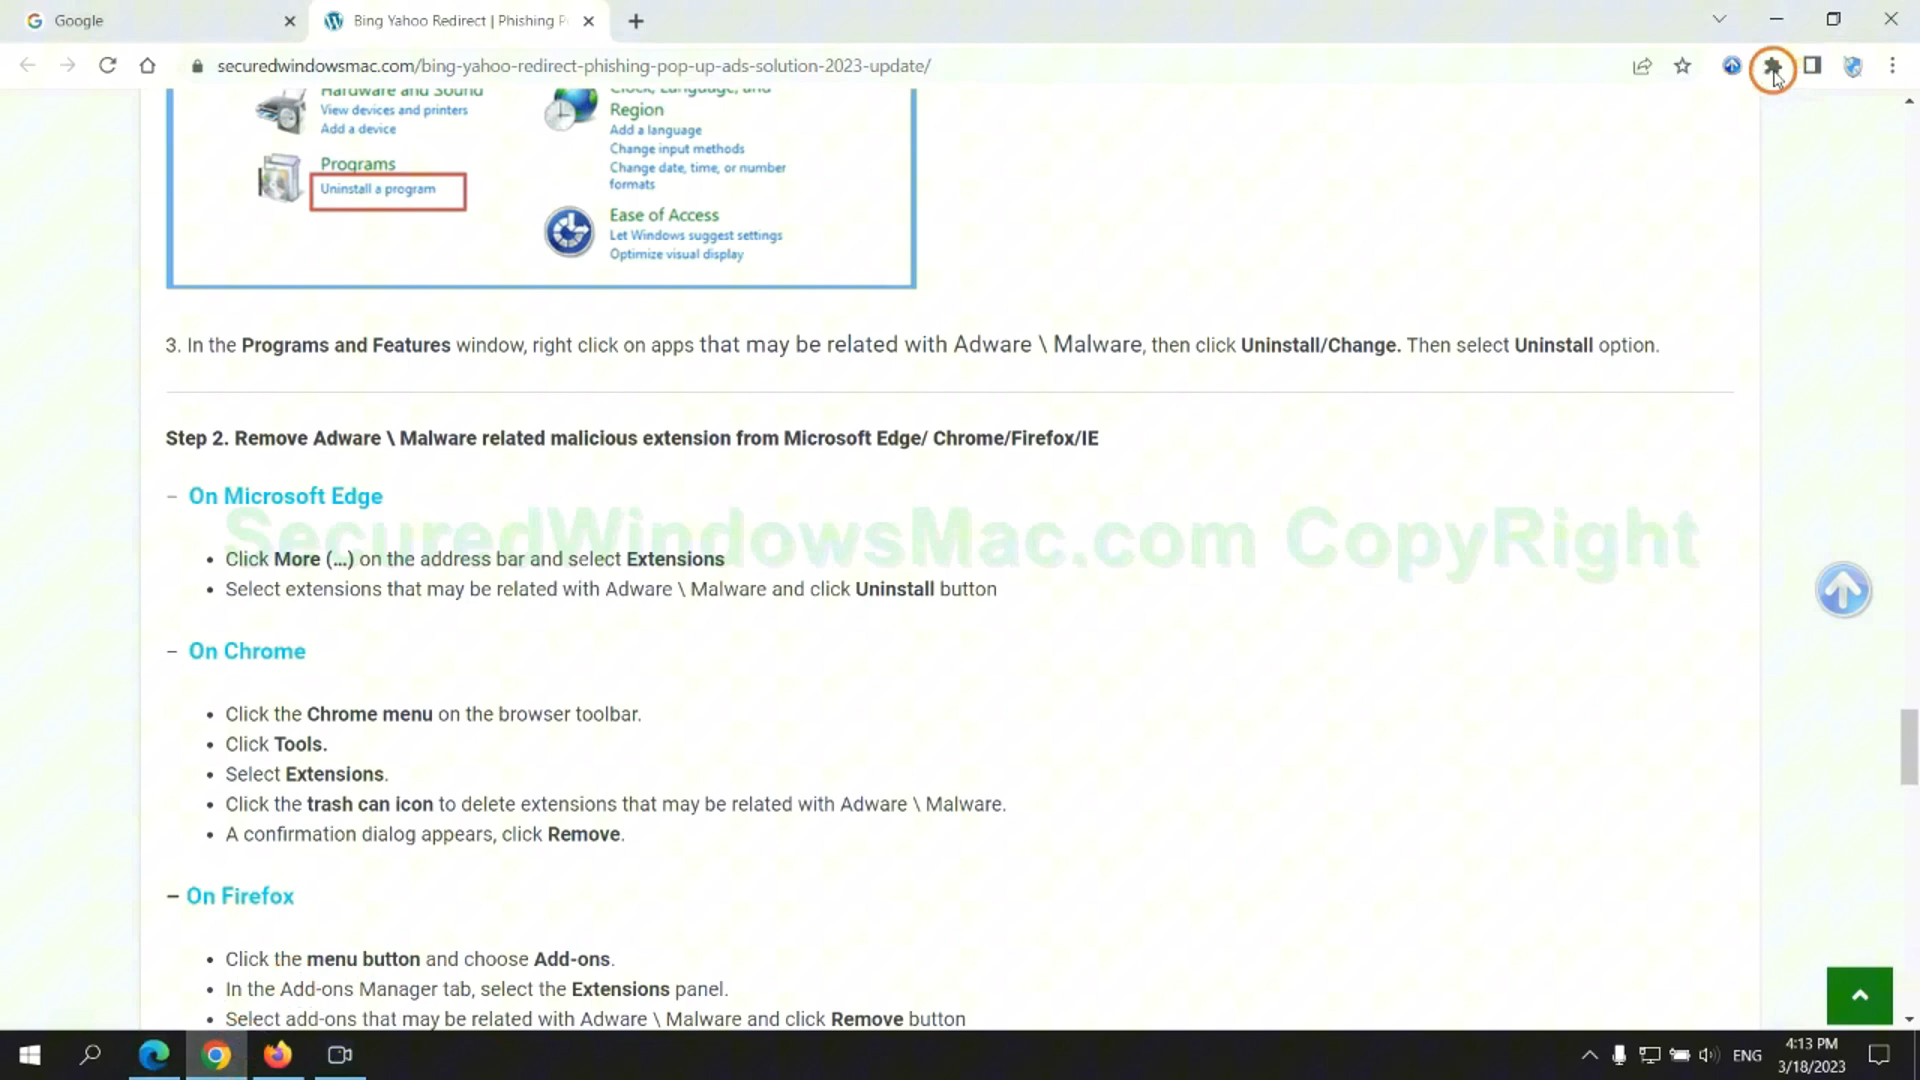 Google
Bing Yahoo Redirect | Phishing P
securedwindowsmac.com/bing-yahoo-redirect-phishing-pop-up-ads-solution-2023-update/
Hardware and Sound
View devices and printers
Add a device
Programs
Uninstall a program
Clock, Language, and
Region
Add a language
Change input methods
Change date, time, or number
formats
Ease of Access
Let Windows suggest settings
Optimize visual display
3. In the Programs and Features window, right click on apps that may be related with Adware \ Malware, then click Uninstall/Change. Then select Uninstall option.
Step 2. Remove Adware \ Malware related malicious extension from Microsoft Edge/ Chrome/Firefox/IE
– On Microsoft Edge
SecuredWindowsMac.com CopyRight
• Click More (…) on the address bar and select Extensions
• Select extensions that may be related with Adware \ Malware and click Uninstall button
– On Chrome
• Click the Chrome menu on the browser toolbar.
• Click Tools.
• Select Extensions.
• Click the trash can icon to delete extensions that may be related with Adware \ Malware.
• A confirmation dialog appears, click Remove.
– On Firefox
• Click the menu button and choose Add-ons.
• In the Add-ons Manager tab, select the Extensions panel.
• Select add-ons that may be related with Adware \ Malware and click Remove button
ENG
4:13 PM
3/18/2023